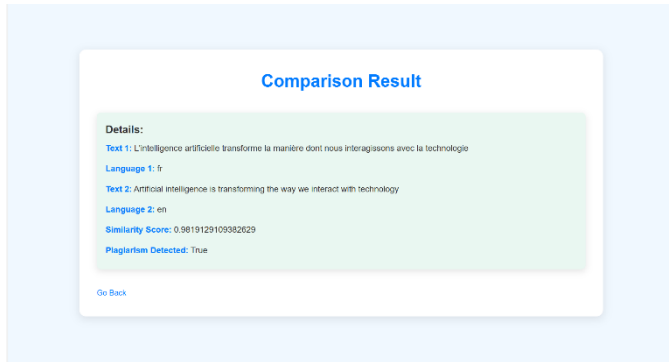 Comparison Result
Details:
Text 1: L'intelligence artificielle transforme la manière dont nous interagissons avec la technologie
Language 1: fr
Text 2: Artificial intelligence is transforming the way we interact with technology
Language 2: en
Similarity Score: 0.9819129109382629
Plagiarism Detected: True
Go Back